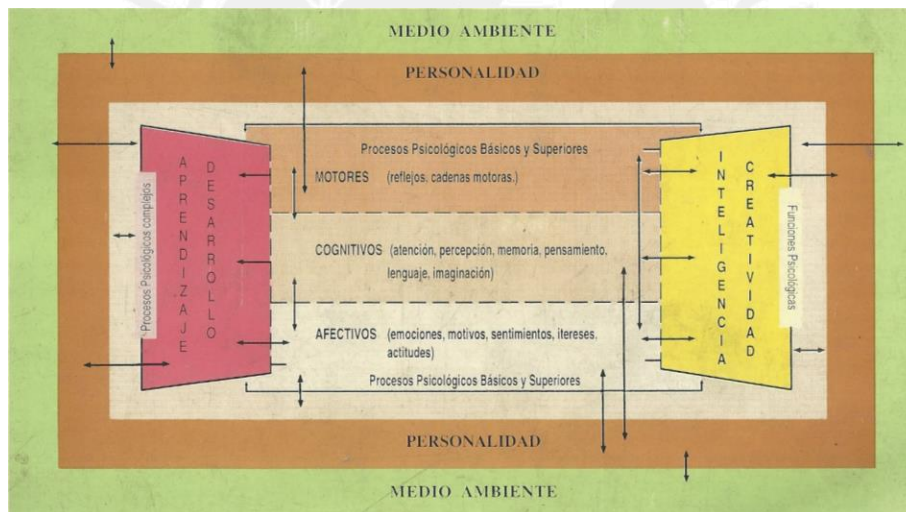 MEDIO AMBIENTE
PERSONALIDAD
Procesos Psicológicos complejos
APRENDIZAJE
DESARROLLO
Procesos Psicológicos Básicos y Superiores
MOTORES (reflejos, cadenas motoras.)
COGNITIVOS (atención, percepción, memoria, pensamiento,
lenguaje, imaginación)
AFECTIVOS (emociones, motivos, sentimientos, itereses,
actitudes)
Procesos Psicológicos Básicos y Superiores
INTELIGENCIA
CREATIVIDAD
Funciones Psicológicas
PERSONALIDAD
MEDIO AMBIENTE